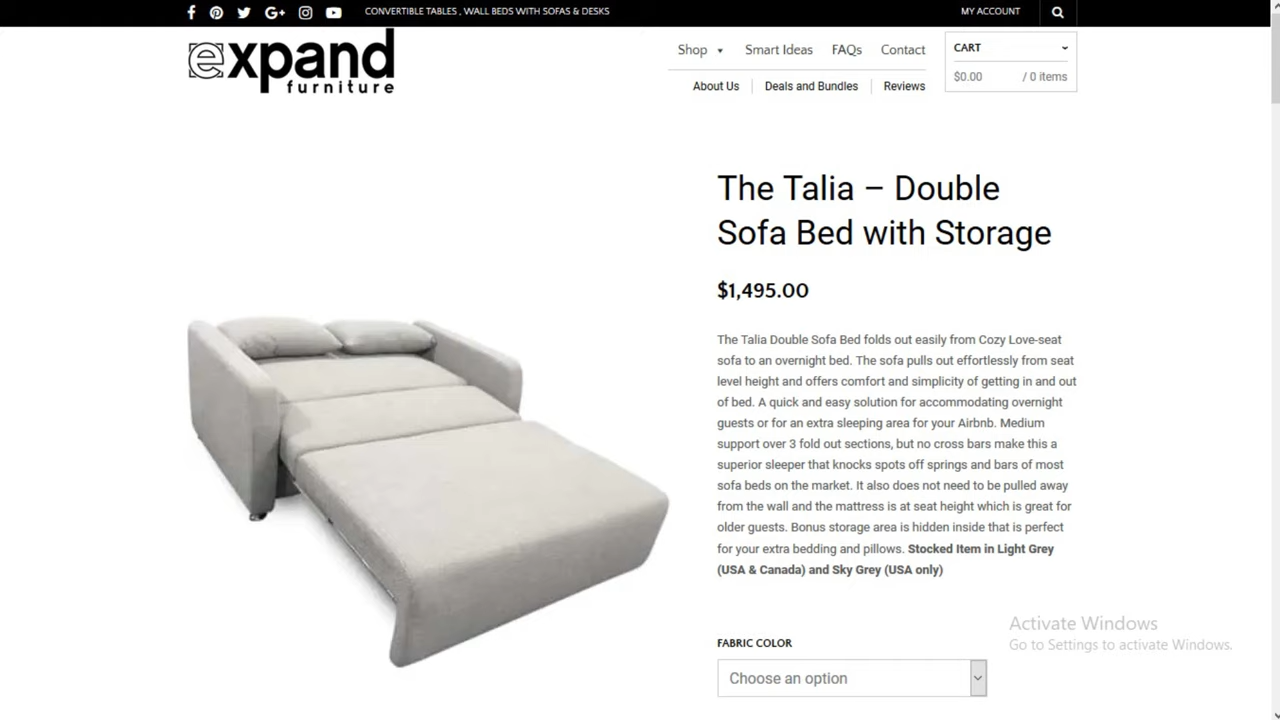 CONVERTIBLE TABLES , WALL BEDS WITH SOFAS & DESKS
MY ACCOUNT
expand
furniture
Shop
Smart Ideas
FAQs
Contact
CART
$0.00 / 0 items
About Us
Deals and Bundles
Reviews
The Talia – Double
Sofa Bed with Storage
$1,495.00
The Talia Double Sofa Bed folds out easily from Cozy Love-seat
sofa to an overnight bed. The sofa pulls out effortlessly from seat
level height and offers comfort and simplicity of getting in and out
of bed. A quick and easy solution for accommodating overnight
guests or for an extra sleeping area for your Airbnb. Medium
support over 3 fold out sections, but no cross bars make this a
superior sleeper that knocks spots off springs and bars of most
sofa beds on the market. It also does not need to be pulled away
from the wall and the mattress is at seat height which is great for
older guests. Bonus storage area is hidden inside that is perfect
for your extra bedding and pillows. Stocked Item in Light Grey
(USA & Canada) and Sky Grey (USA only)
FABRIC COLOR
Choose an option
Activate Windows
Go to Settings to activate Windows.